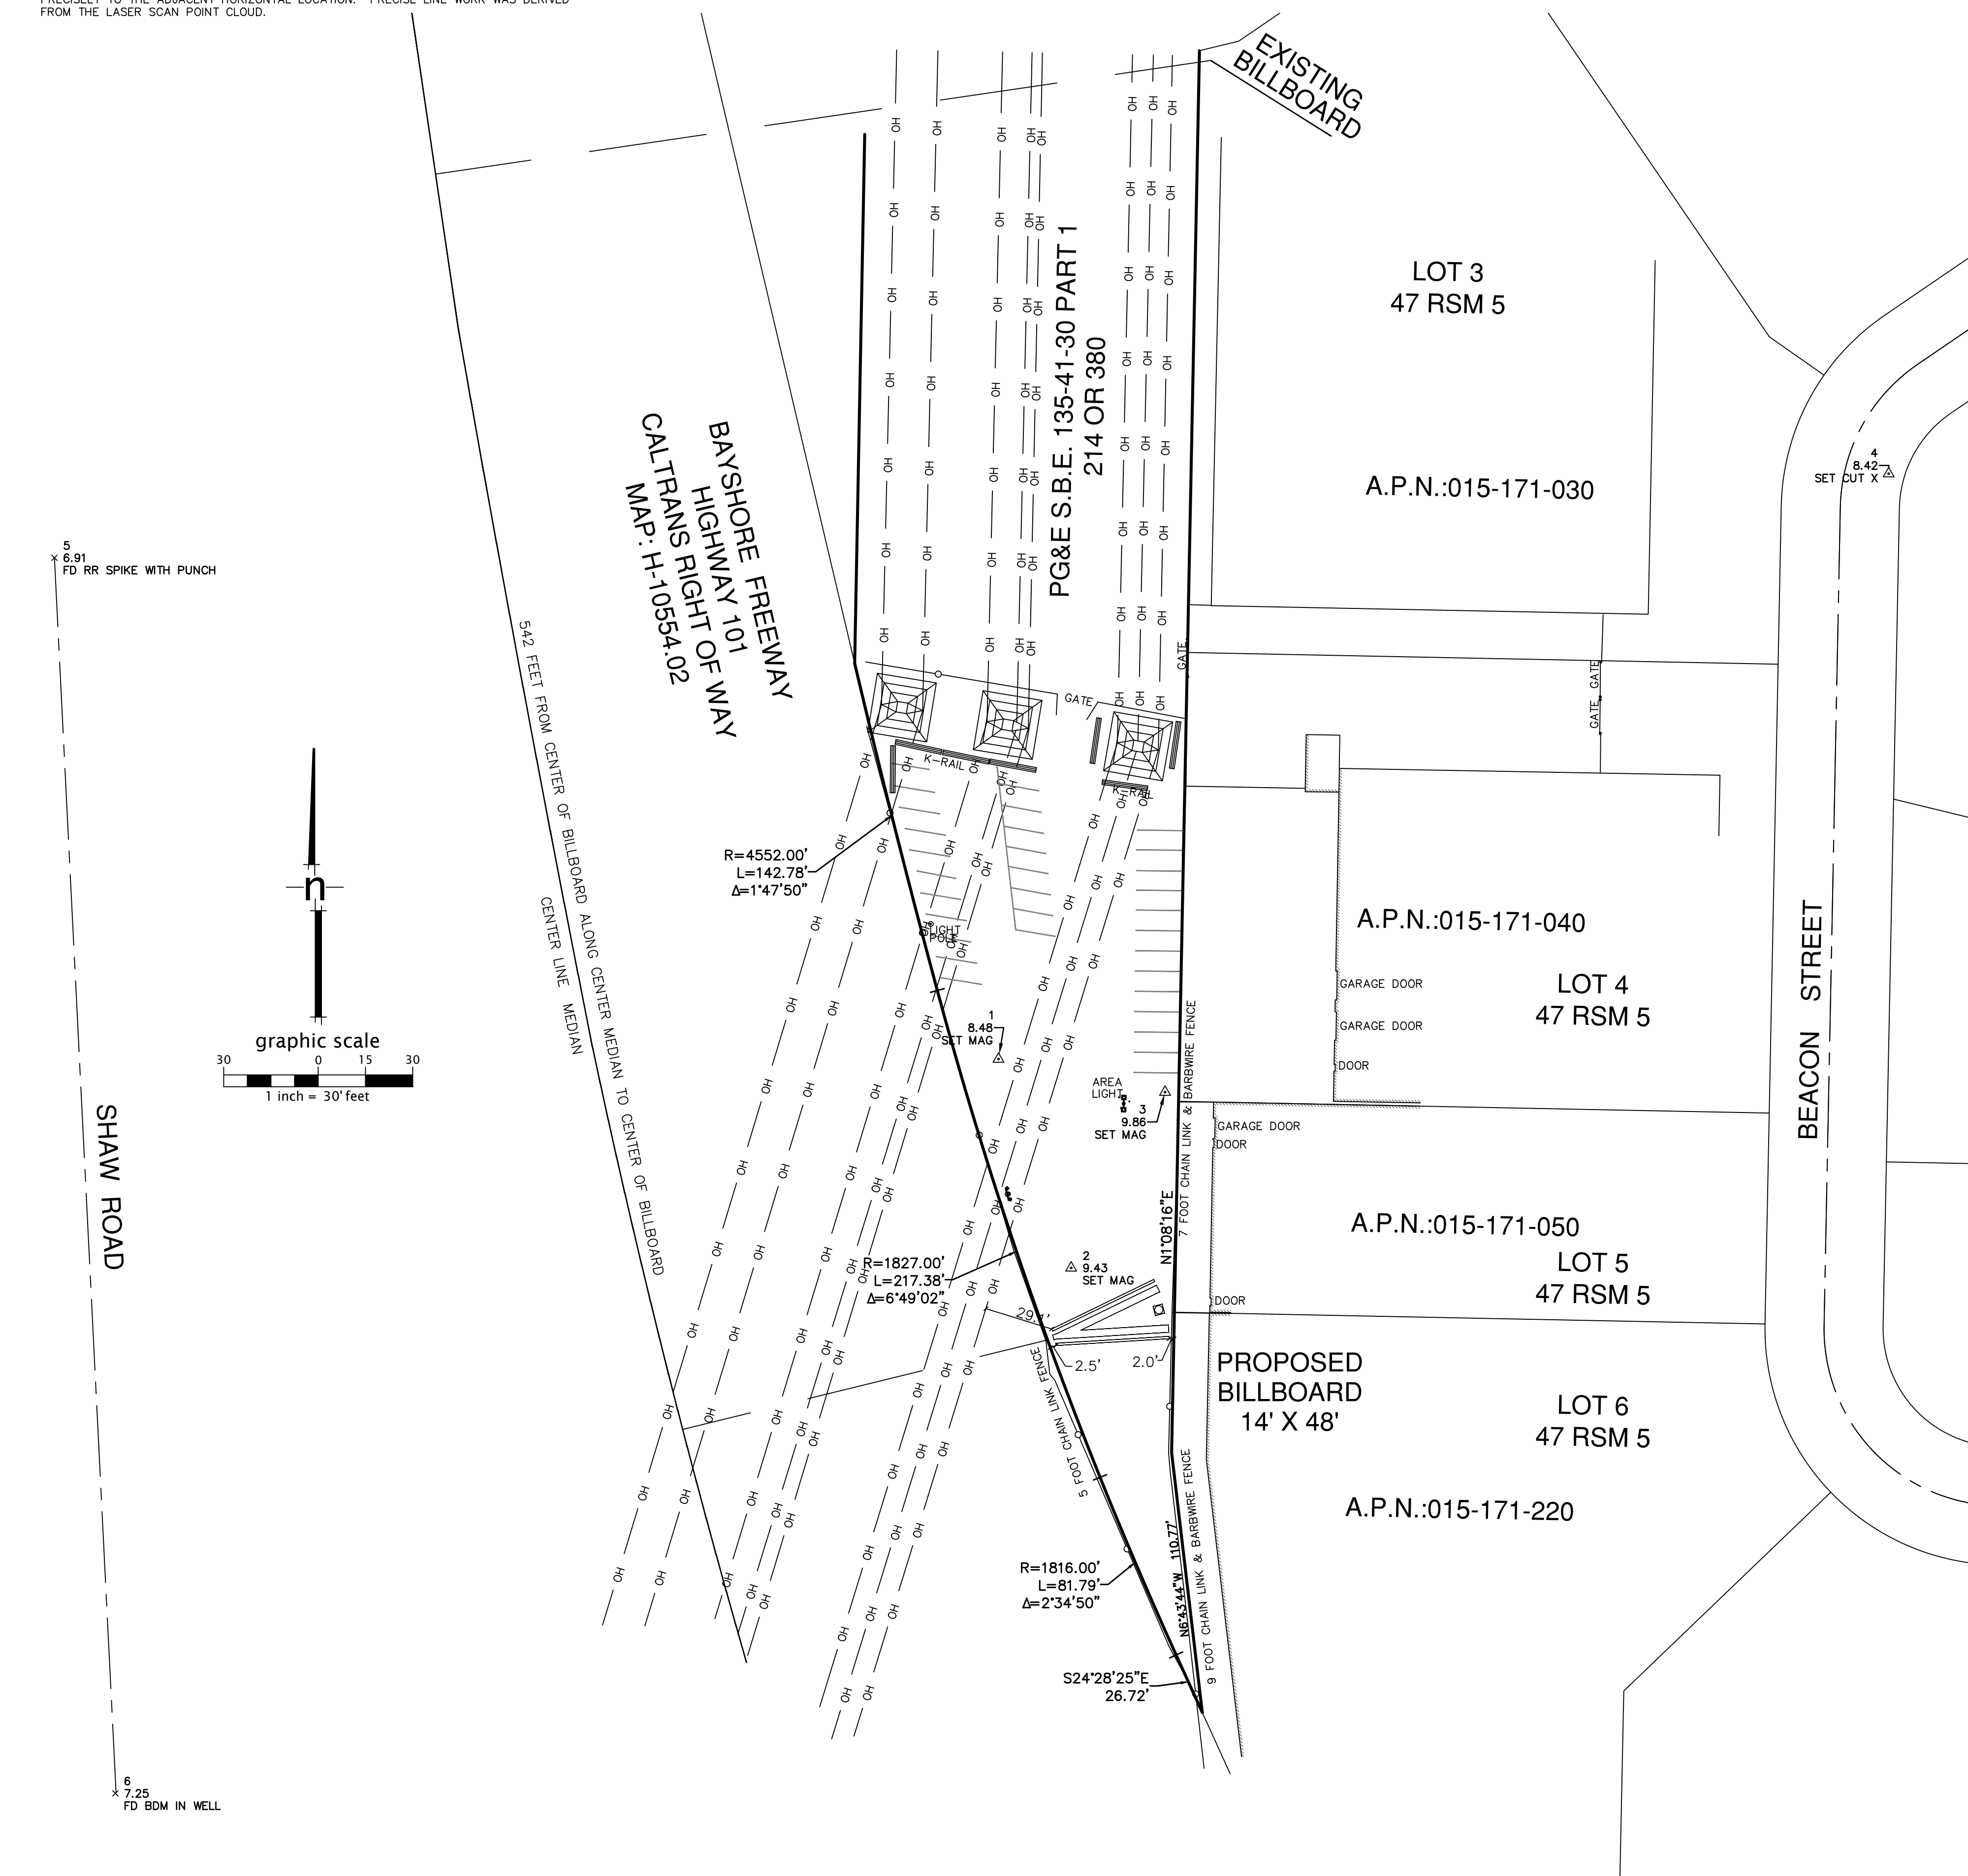 FROM THE LASER SCAN POINT CLOUD.
EXISTING
BILLBOARD
LOT 3
47 RSM 5
A.P.N.:015-171-030
PG&E S.B.E. 135-41-30 PART 1
214 OR 380
BAYSHORE FREEWAY
HIGHWAY 101
CALTRANS RIGHT OF WAY
MAP: H-10554.02
4
8.42
SET CUT X
5
6.91
FD RR SPIKE WITH PUNCH
542 FEET FROM CENTER OF BILLBOARD ALONG CENTER MEDIAN TO CENTER OF BILLBOARD
CENTER LINE MEDIAN
GATE
GATE
GATE
GATE
K-RAIL
K-RAIL
R=4552.00'
L=142.78'
Δ=1°47'50"
n
graphic scale
30 0 15 30
1 inch = 30' feet
LIGHT
POLE
1
8.48
SET MAG
AREA
LIGHT
3
9.86
SET MAG
A.P.N.:015-171-040
LOT 4
47 RSM 5
GARAGE DOOR
GARAGE DOOR
DOOR
GARAGE DOOR
DOOR
BEACON STREET
SHAW ROAD
7 FOOT CHAIN LINK & BARBWIRE FENCE
N1°08'16"E
A.P.N.:015-171-050
LOT 5
47 RSM 5
DOOR
R=1827.00'
L=217.38'
Δ=6°49'02"
2
9.43
SET MAG
29.1'
2.5'
2.0'
PROPOSED
BILLBOARD
14' X 48'
LOT 6
47 RSM 5
A.P.N.:015-171-220
5 FOOT CHAIN LINK FENCE
9 FOOT CHAIN LINK & BARBWIRE FENCE
N6°43'44"W 110.77'
R=1816.00'
L=81.79'
Δ=2°34'50"
S24°28'25"E
26.72'
6
7.25
FD BDM IN WELL